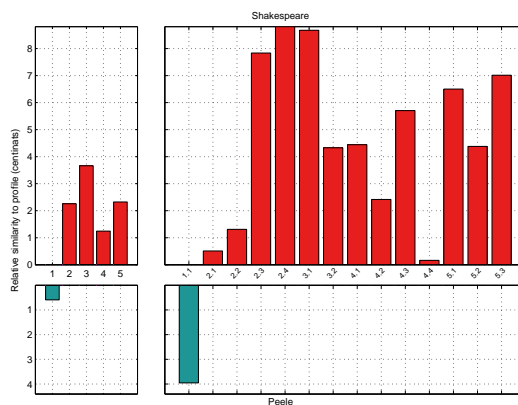 Shakespeare
Relative similarity to profile (centinats)
8
7
6
5
4
3
2
1
0
1 2 3 4 5
1.1 2.1 2.2 2.3 2.4 3.1 3.2 4.1 4.2 4.3 4.4 5.1 5.2 5.3
1
2
3
4
Peele